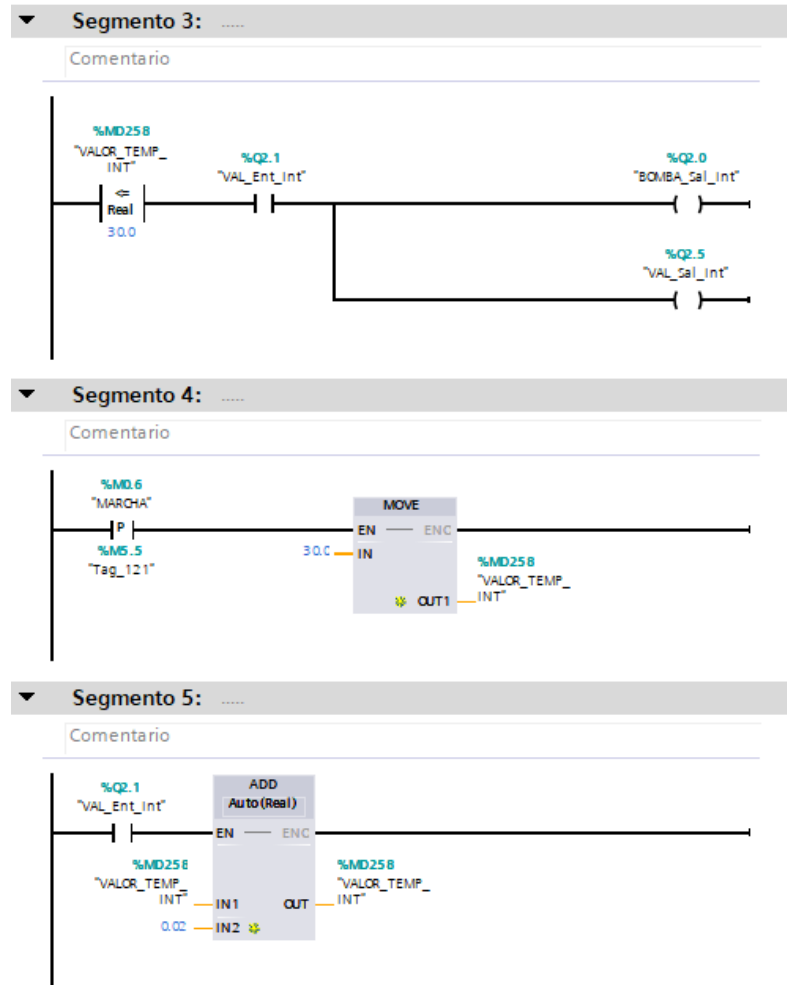 Segmento 3: .....
Comentario
%MD258
"VALOR_TEMP_
INT"
<=
Real
30.0
%Q2.1
"VAL_Ent_Int"
%Q2.0
"BOMBA_Sal_Int"
%Q2.5
"VAL_Sal_Int"
Segmento 4: .....
Comentario
%M0.6
"MARCHA"
P
%M5.5
"Tag_121"
MOVE
EN ENO
30.0 IN
OUT1
%MD258
"VALOR_TEMP_
INT"
Segmento 5: .....
Comentario
%Q2.1
"VAL_Ent_Int"
ADD
Auto (Real)
EN ENO
%MD258
"VALOR_TEMP_
INT" IN1
0.02 IN2
OUT
%MD258
"VALOR_TEMP_
INT"